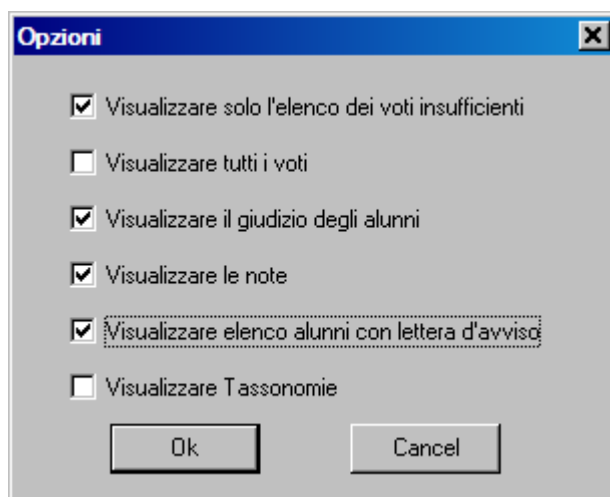 Opzioni
Visualizzare solo l'elenco dei voti insufficienti
Visualizzare tutti i voti
Visualizzare il giudizio degli alunni
Visualizzare le note
Visualizzare elenco alunni con lettera d'avviso
Visualizzare Tassonomie
Ok Cancel